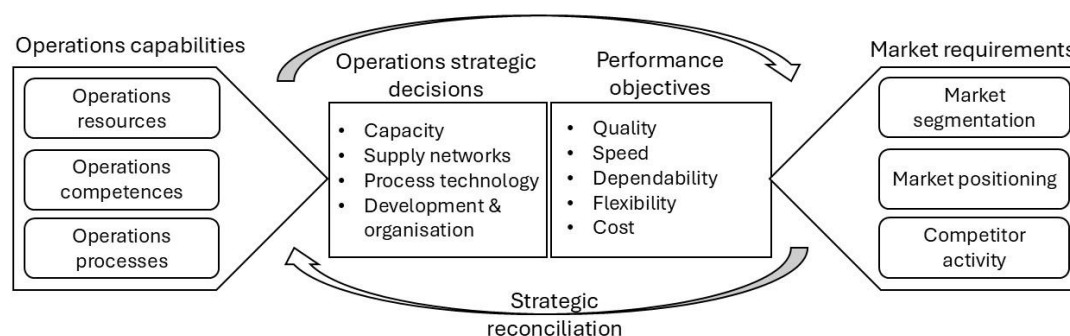 Operations capabilities
Operations
resources
Operations
competences
Operations
processes
Operations strategic
decisions
• Capacity
• Supply networks
• Process technology
• Development &
organisation
Performance
objectives
• Quality
• Speed
• Dependability
• Flexibility
• Cost
Market requirements
Market
segmentation
Market positioning
Competitor
activity
Strategic
reconciliation